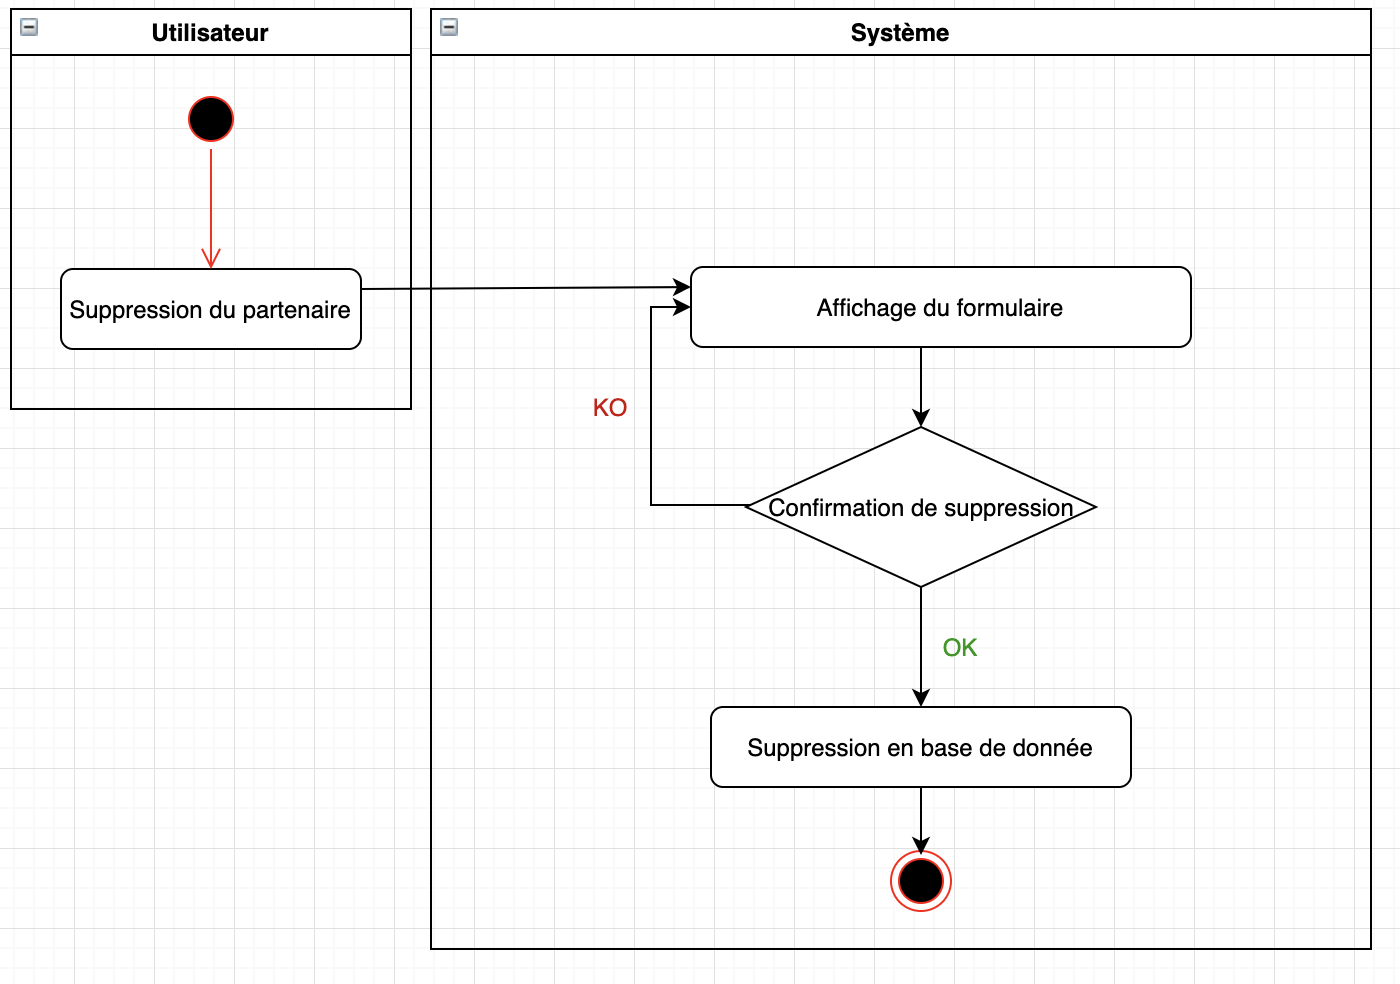 Utilisateur
Système
Suppression du partenaire
Affichage du formulaire
KO
Confirmation de suppression
OK
Suppression en base de donnée